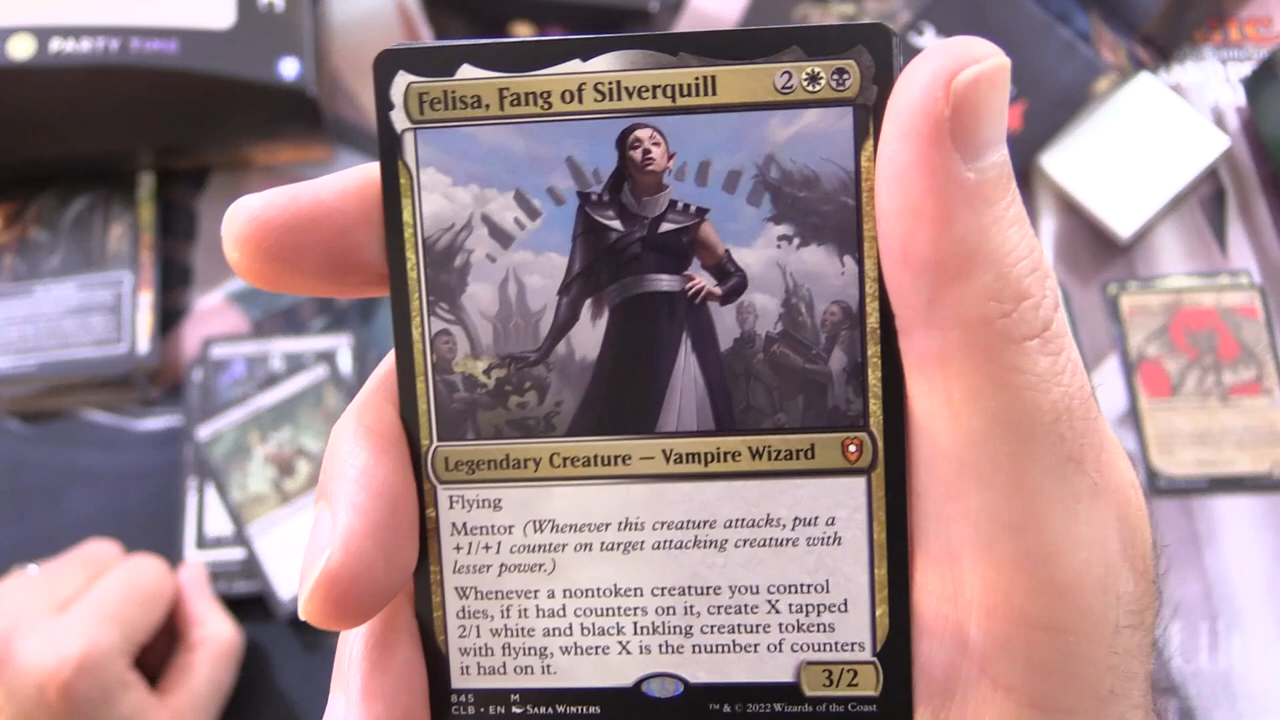 PARTY TIME
Felisa, Fang of Silverquill 2
Legendary Creature — Vampire Wizard
Flying
Mentor (Whenever this creature attacks, put a
+1/+1 counter on target attacking creature with
lesser power.)
Whenever a nontoken creature you control
dies, if it had counters on it, create X tapped
2/1 white and black Inkling creature tokens
with flying, where X is the number of counters
it had on it.
3/2
845 M
CLB • EN SARA WINTERS
™ & © 2022 Wizards of the Coast